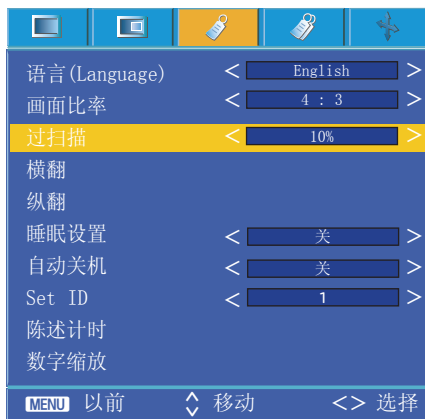 语言(Language) < English >
画面比率 < 4 : 3 >
过扫描 < 10% >
横翻
纵翻
睡眠设置 < 关 >
自动关机 < 关 >
Set ID < 1 >
陈述计时
数字缩放
MENU 以前 移动 <> 选择